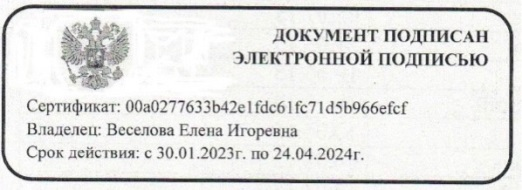 ДОКУМЕНТ ПОДПИСАН
ЭЛЕКТРОННОЙ ПОДПИСЬЮ
Сертификат: 00a0277633b42e1fdc61fc71d5b966efcf
Владелец: Веселова Елена Игоревна
Срок действия: с 30.01.2023г. по 24.04.2024г.